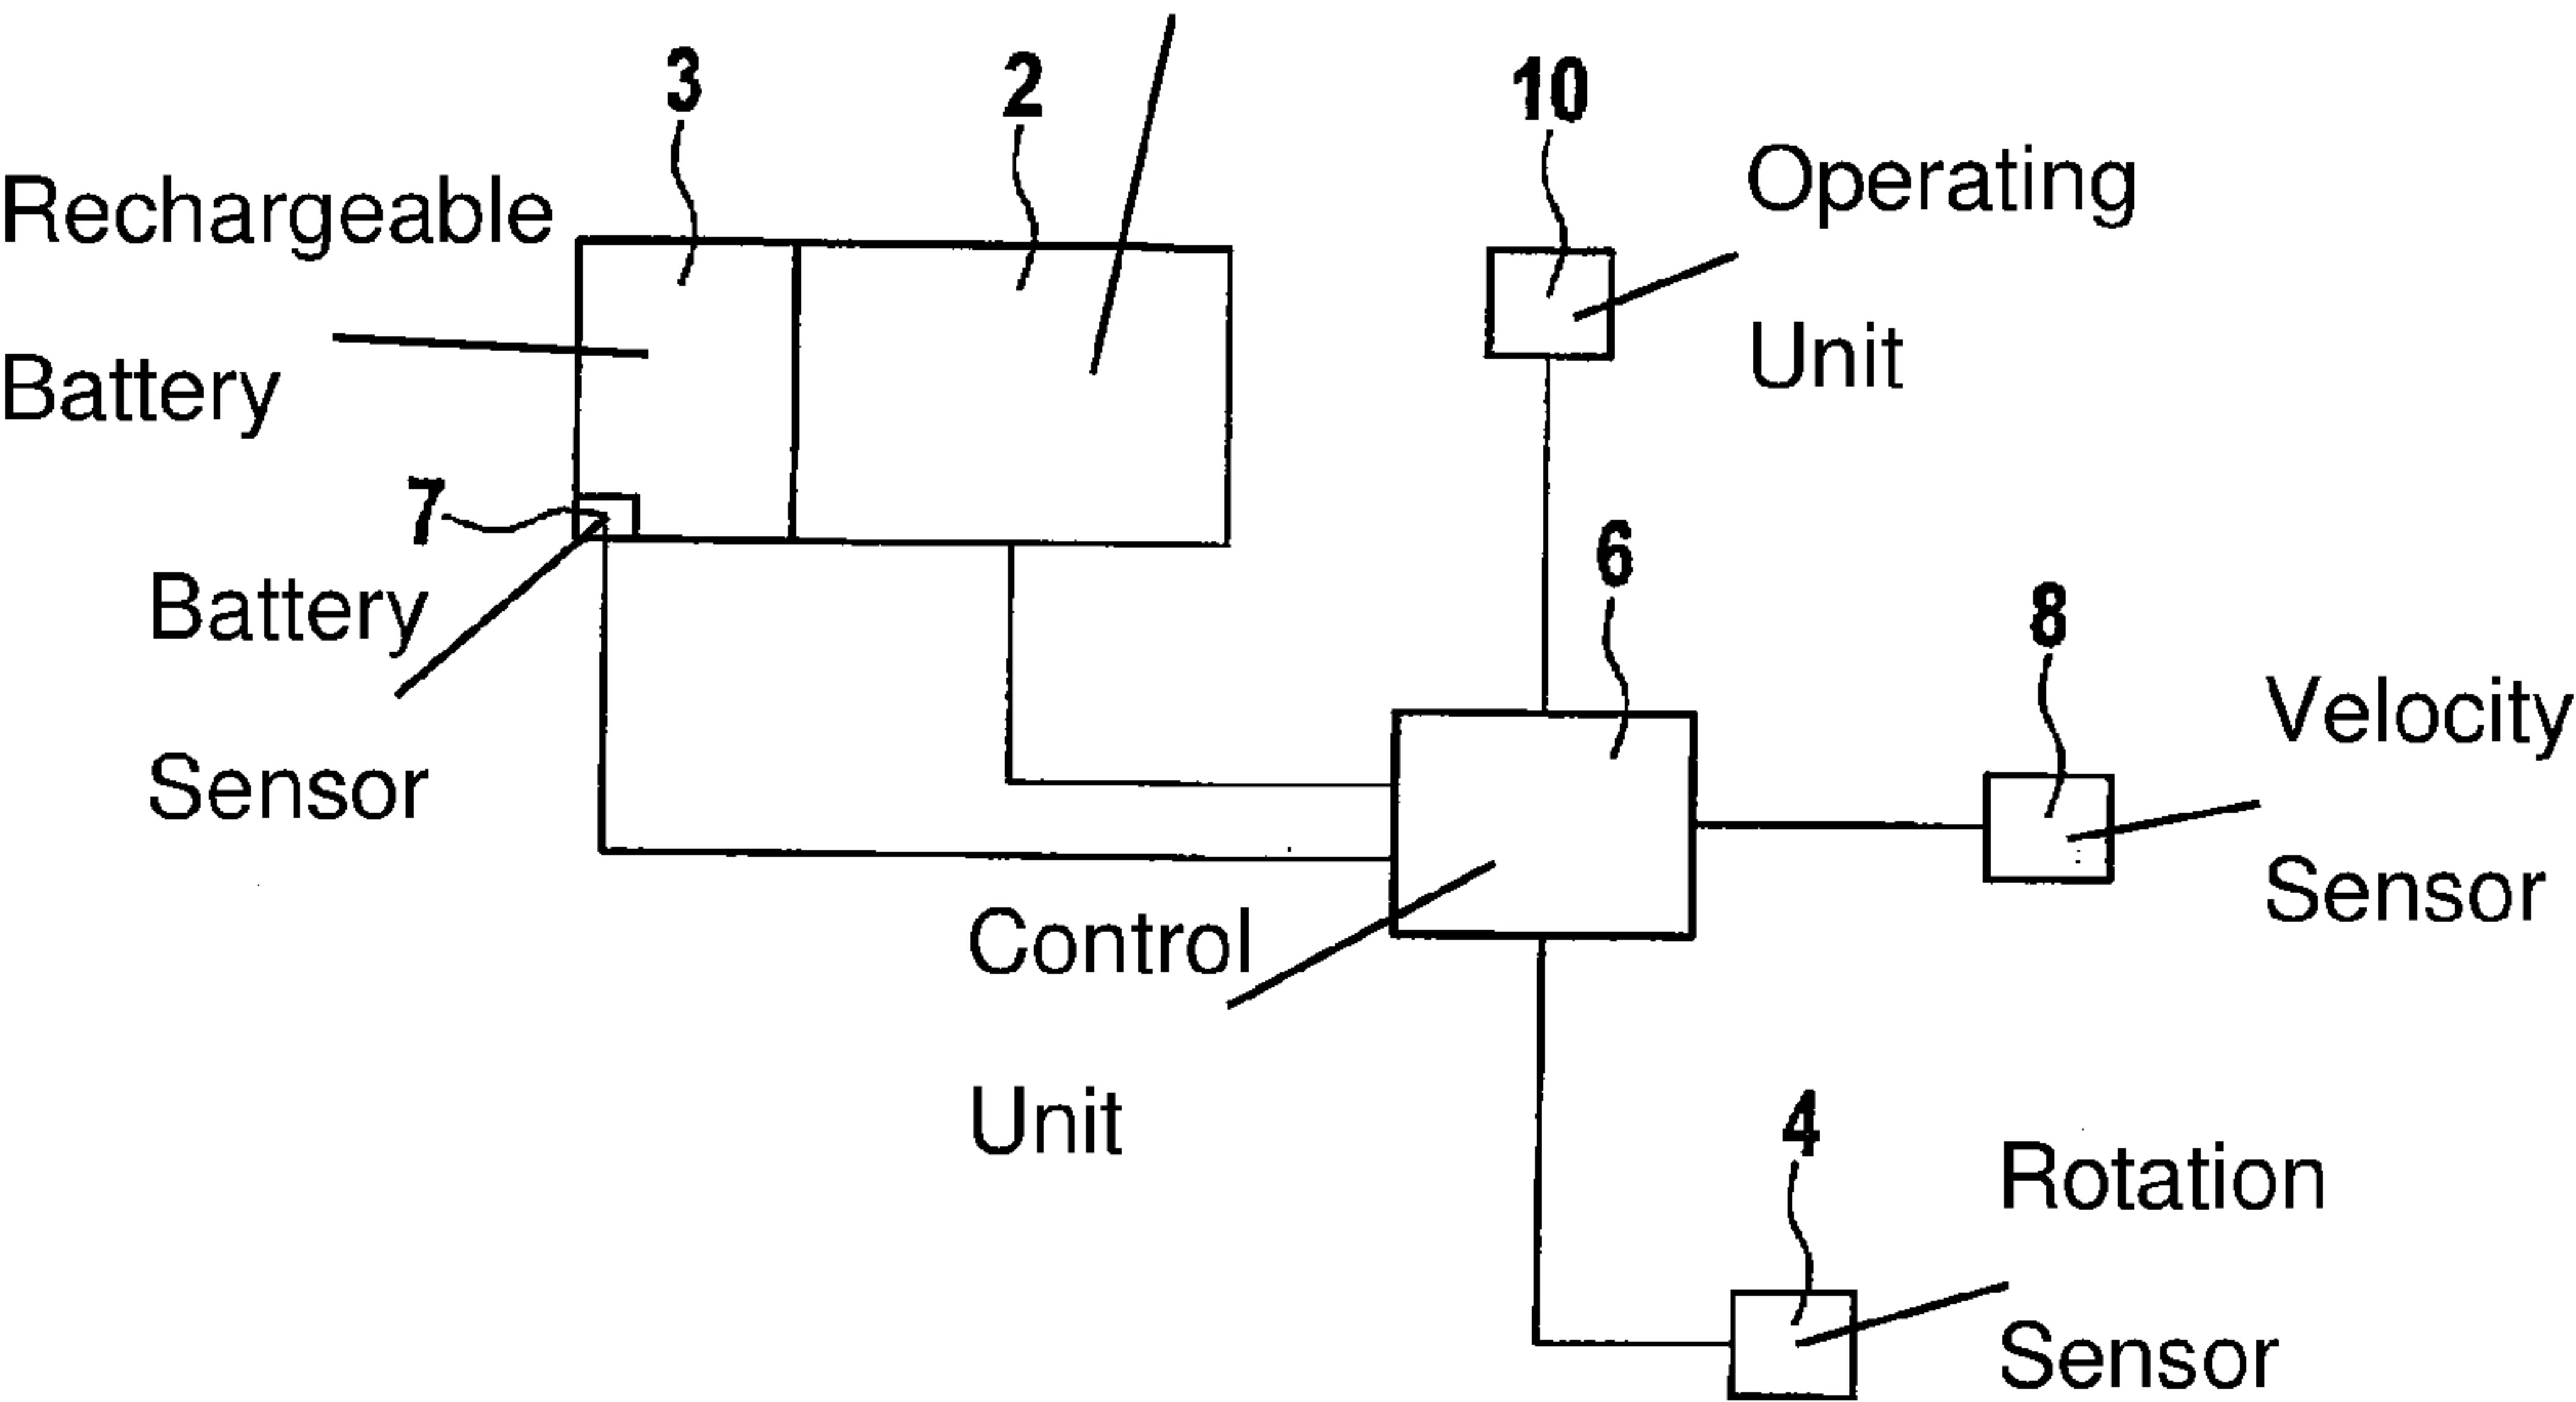 3
2
10
Rechargeable
Battery
Operating
Unit
7
Battery
Sensor
6
8
Velocity
Sensor
Control
Unit
4
Rotation
Sensor